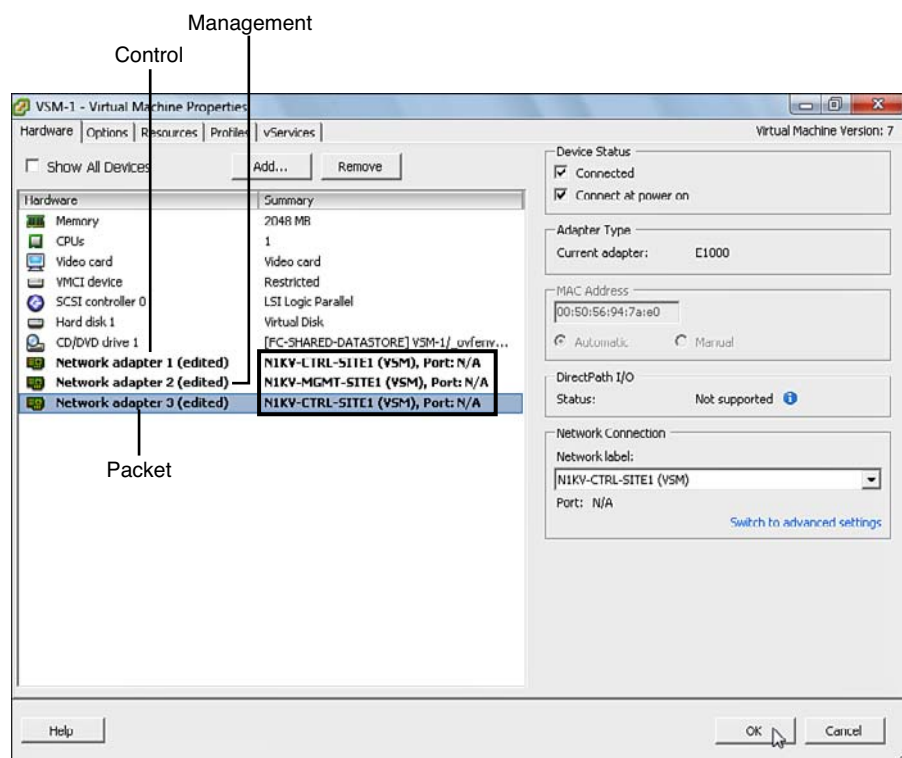 Management
Control
VSM-1 - Virtual Machine Properties
Hardware Options Resources Profiles vServices Virtual Machine Version: 7
Show All Devices Add... Remove
Hardware Summary
Memory 2048 MB
CPUs 1
Video card Video card
VMCI device Restricted
SCSI controller 0 LSI Logic Parallel
Hard disk 1 Virtual Disk
CD/DVD drive 1 [FC-SHARED-DATASTORE] VSM-1/_ovfenv...
Network adapter 1 (edited) N1KV-CTRL-SITE1 (VSM), Port: N/A
Network adapter 2 (edited) N1KV-MGMT-SITE1 (VSM), Port: N/A
Network adapter 3 (edited) N1KV-CTRL-SITE1 (VSM), Port: N/A
Packet
Device Status
Connected
Connect at power on
Adapter Type
Current adapter: E1000
MAC Address
00:50:56:94:7a:e0
Automatic Manual
DirectPath I/O
Status: Not supported
Network Connection
Network label:
N1KV-CTRL-SITE1 (VSM)
Port: N/A
Switch to advanced settings
Help OK Cancel